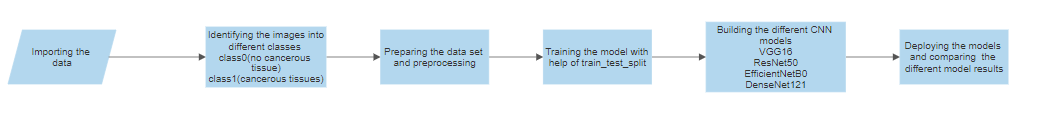 Importing the
data
Identifying the images into
different classes
class0(no cancerous
tissue)
class1(cancerous tissues)
Preparing the data set
and preprocessing
Training the model with
help of train_test_split
Building the different CNN
models
VGG16
ResNet50
EfficientNetB0
DenseNet121
Deploying the models
and comparing the
different model results